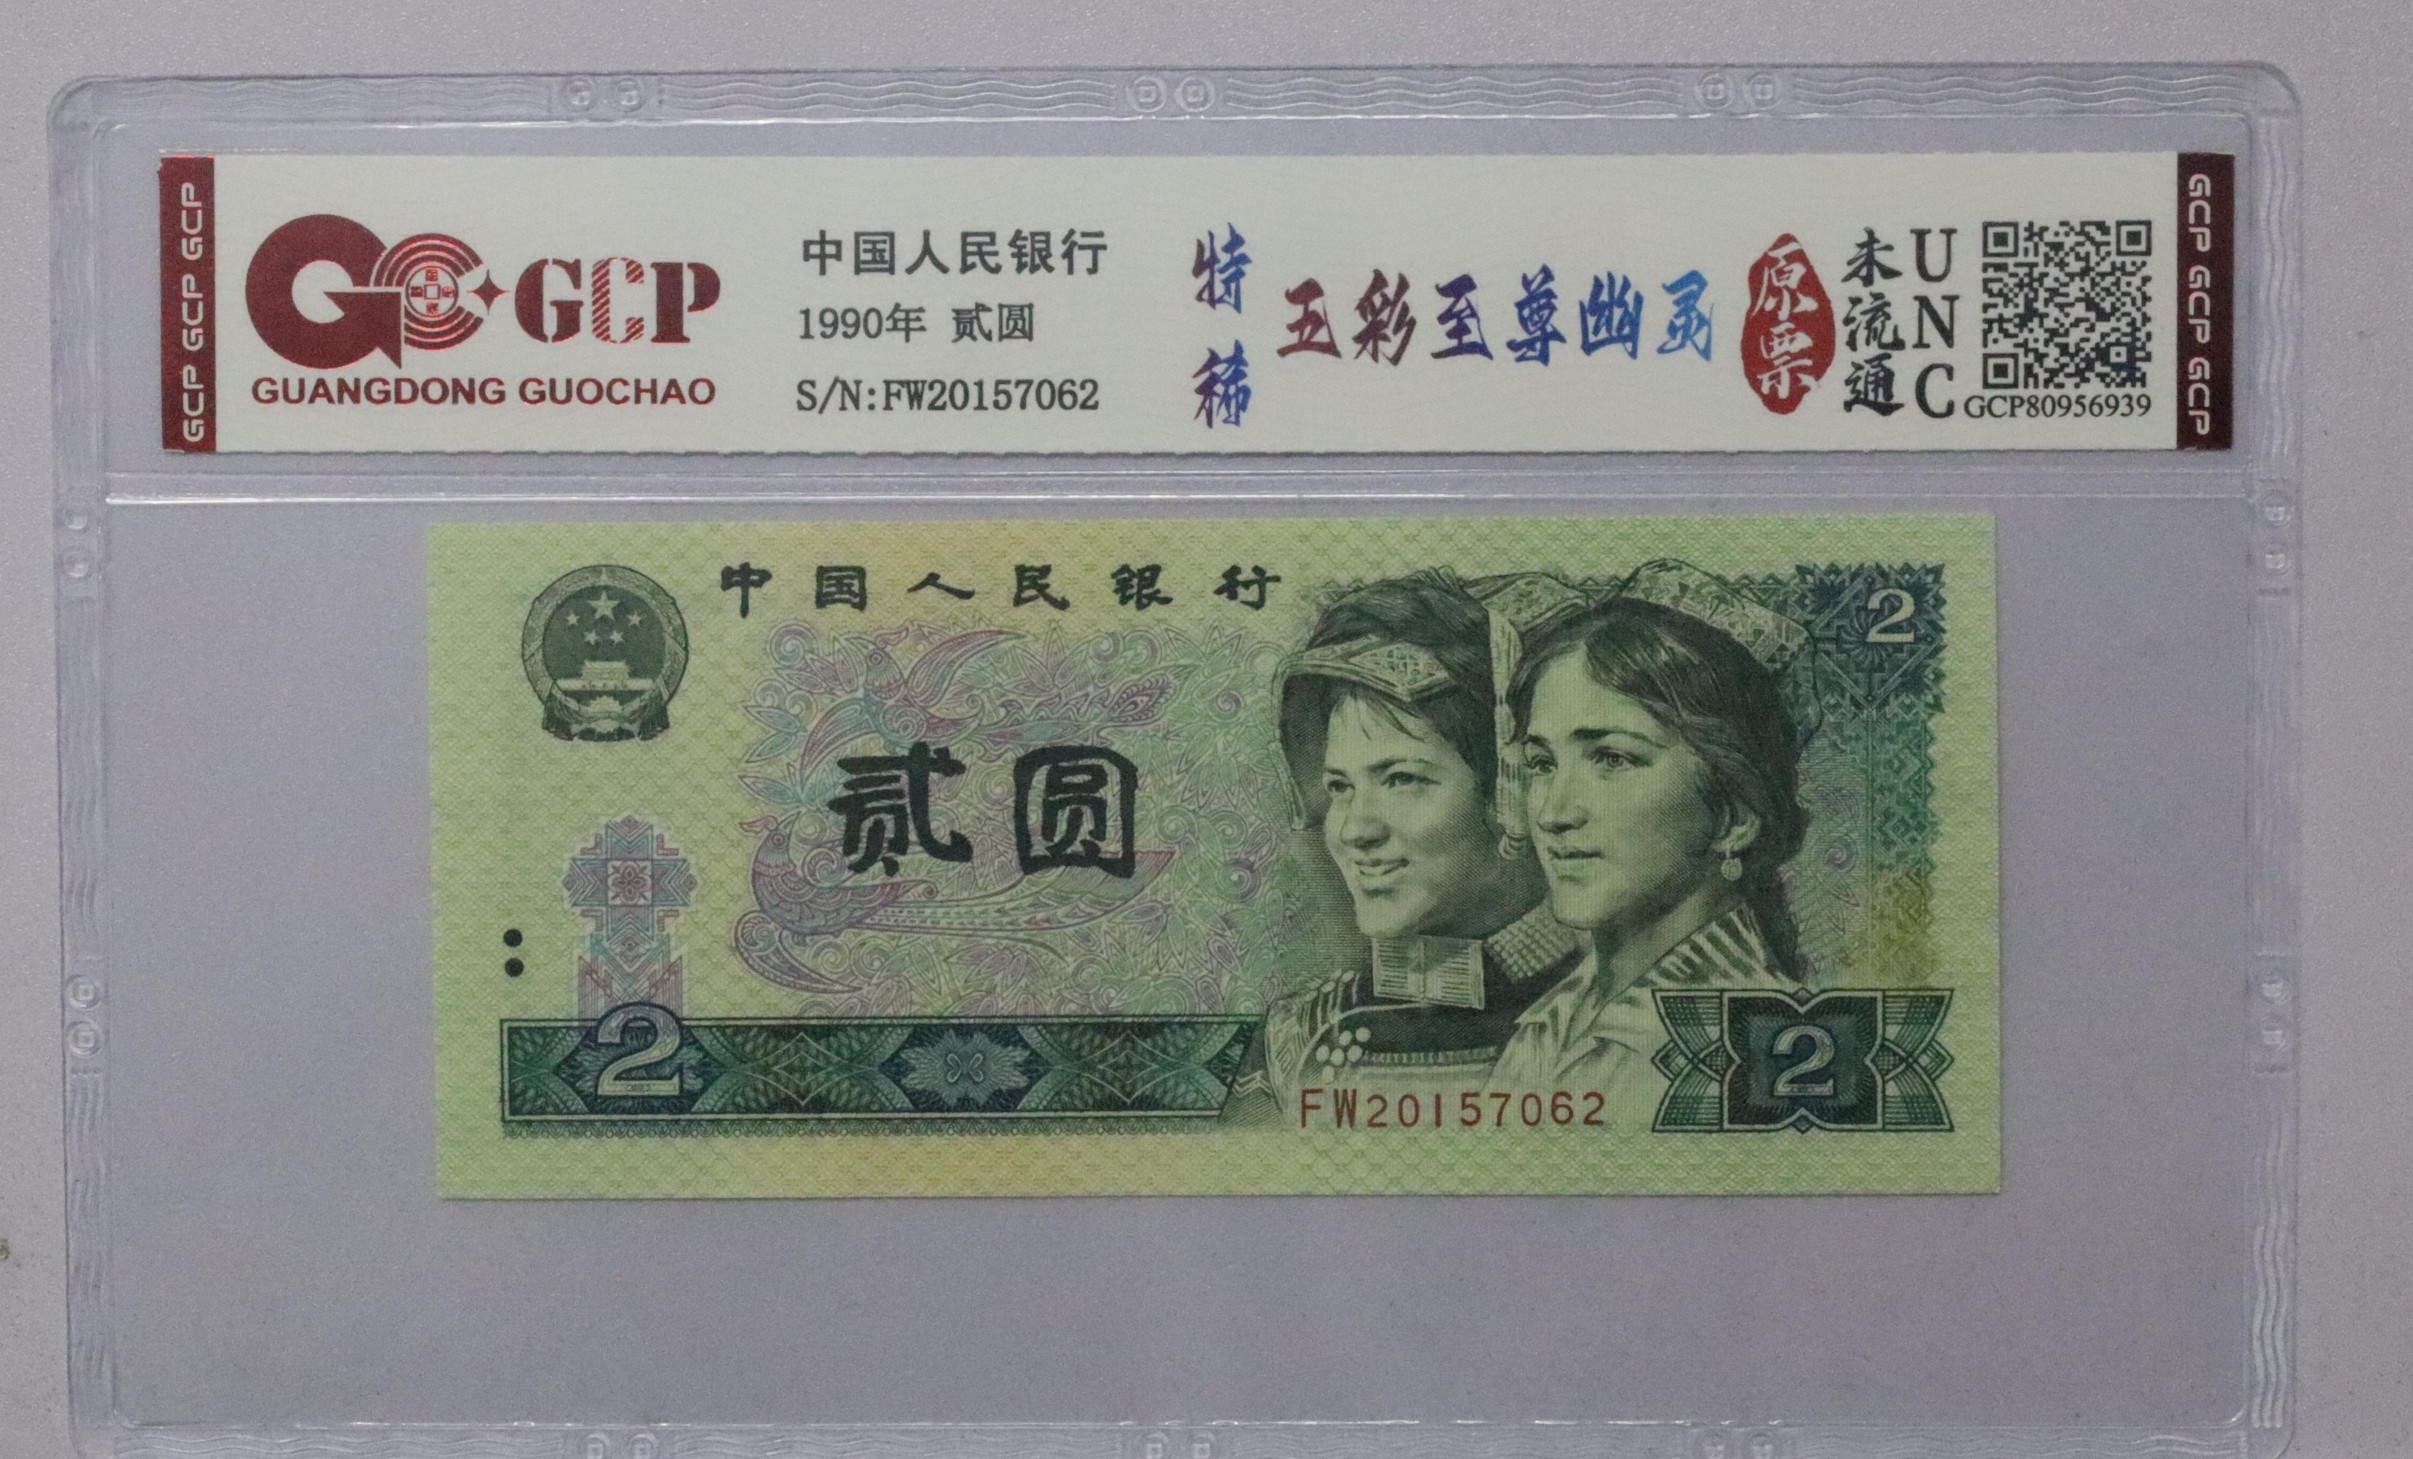 GCP GCP GCP
GCP
GUANGDONG GUOCHAO
中国人民银行
1990年 贰圆
S/N:FW20157062
特稀
五彩至尊幽灵
原票
未流通
UNC
GCP80956939
GCP GCP GCP
中国人民银行
2
贰圆
2
FW20157062
2